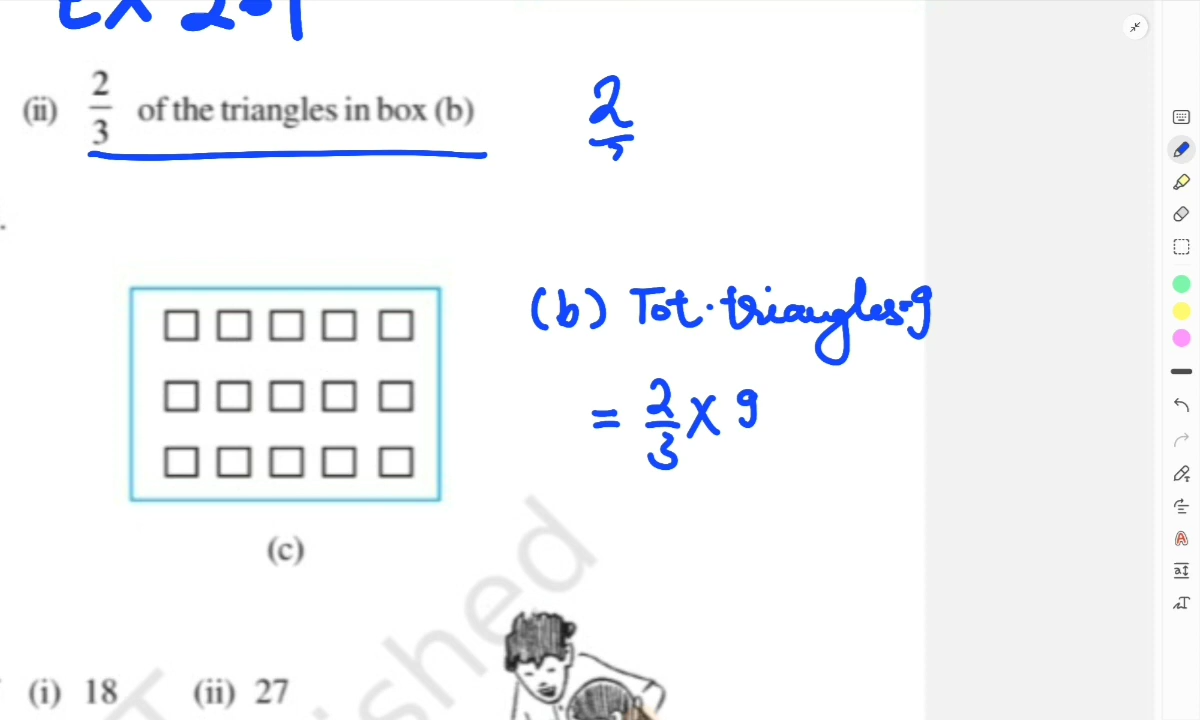 Ex 2.1
(ii) 2/3 of the triangles in box (b)
2/
(b) Tot. triangles = 9
= 2/3 X 9
(c)
shed
(i) 18 (ii) 27